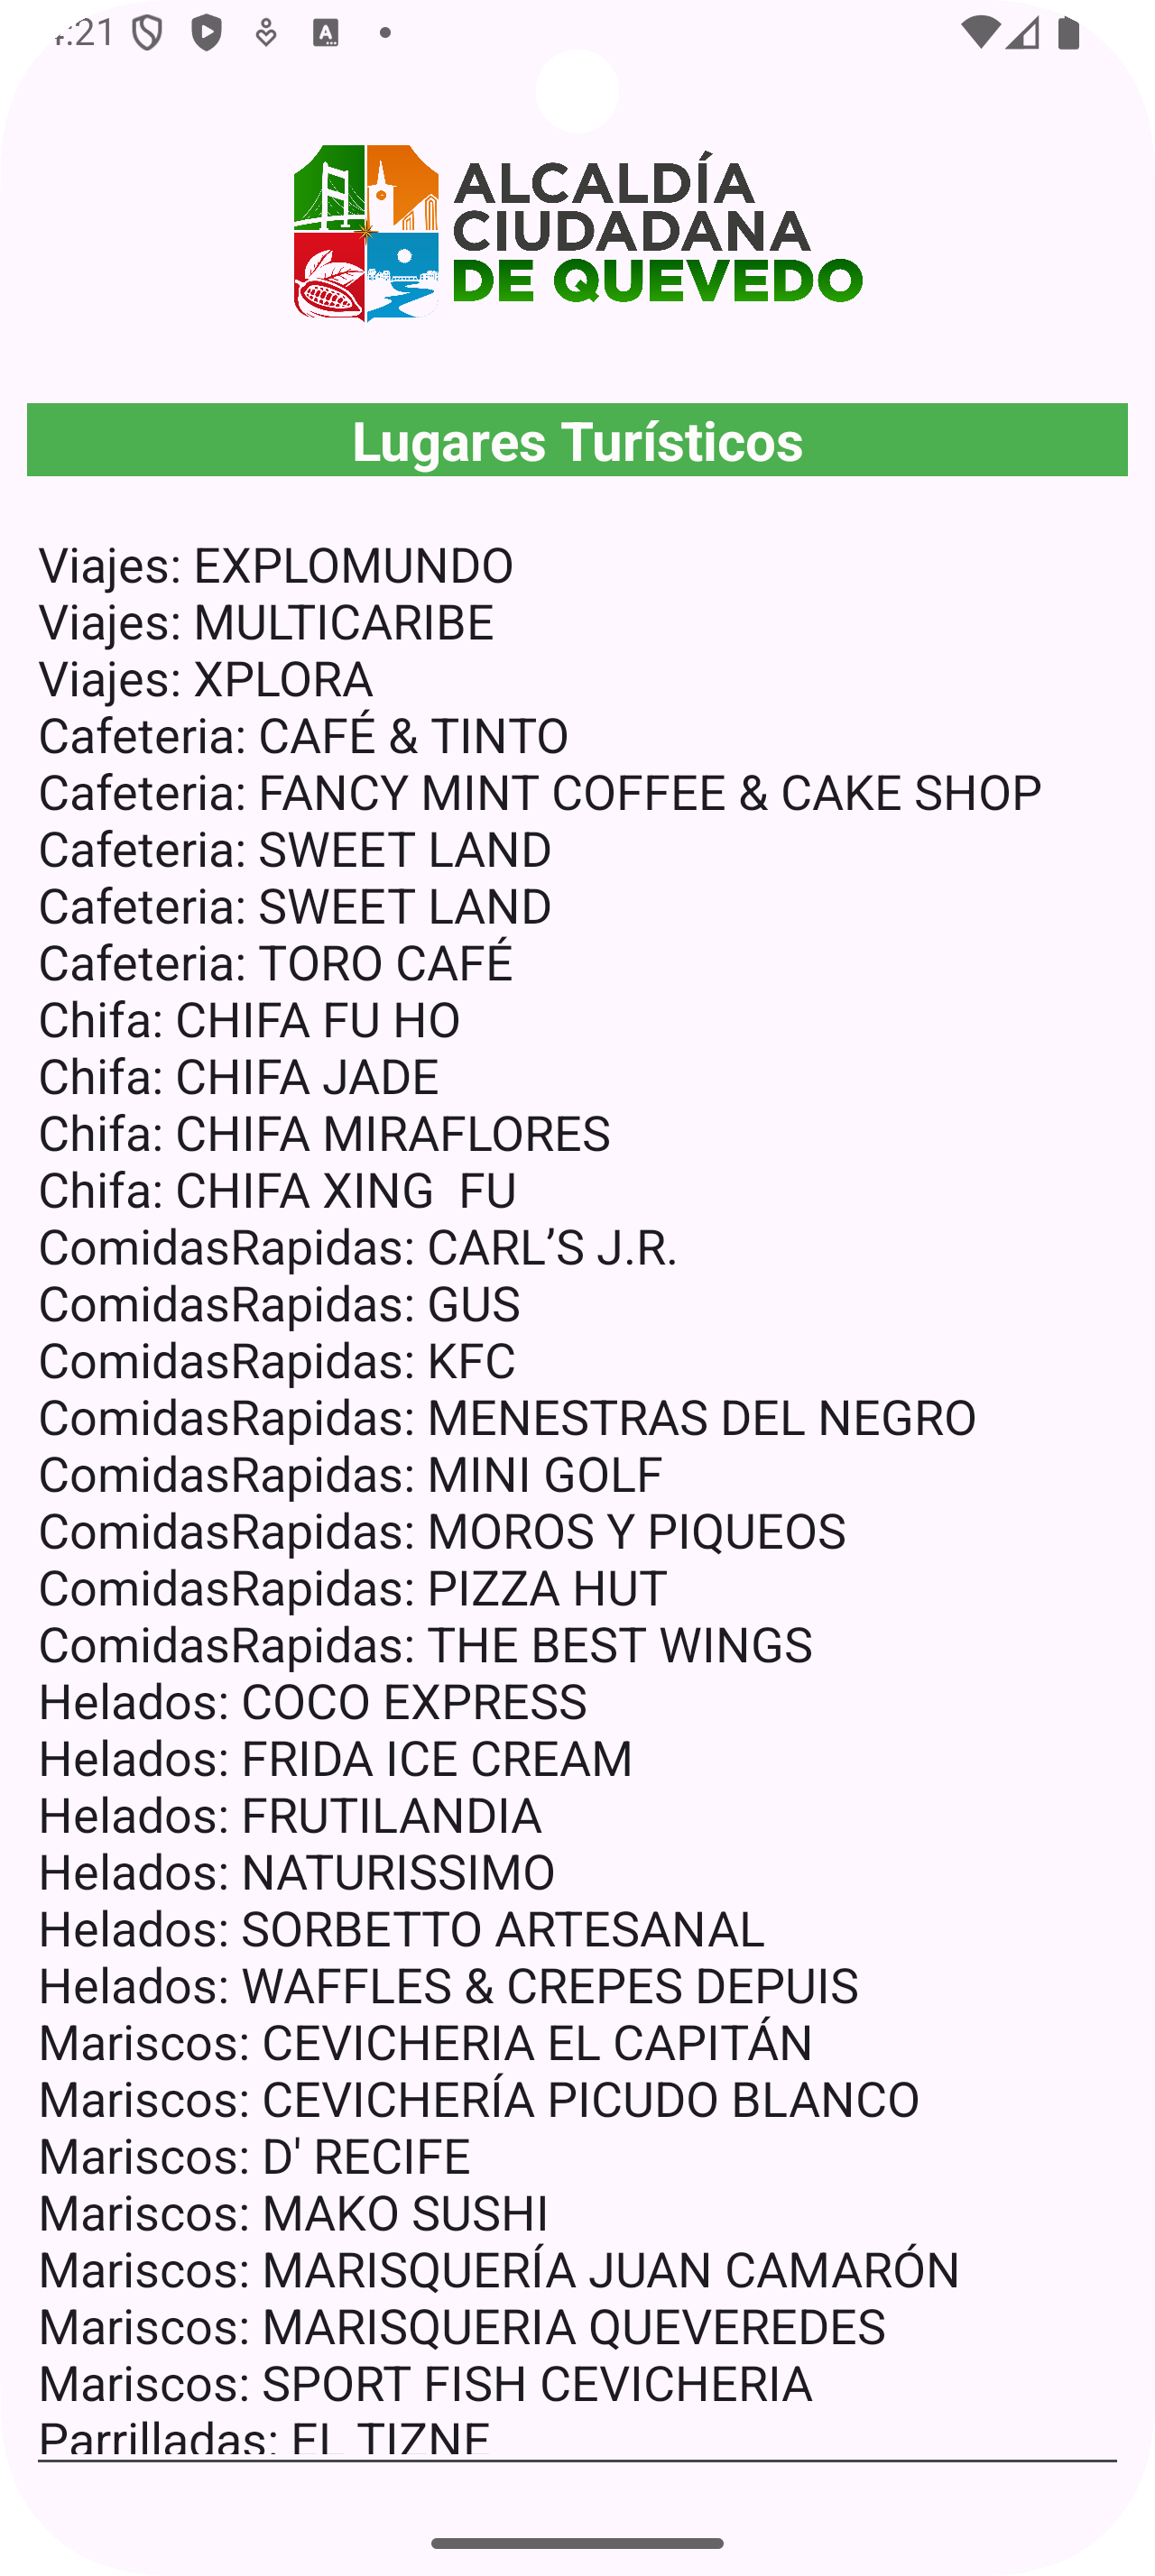 :21
ALCALDÍA
CIUDADANA
DE QUEVEDO
Lugares Turísticos
Viajes: EXPLOMUNDO
Viajes: MULTICARIBE
Viajes: XPLORA
Cafeteria: CAFÉ & TINTO
Cafeteria: FANCY MINT COFFEE & CAKE SHOP
Cafeteria: SWEET LAND
Cafeteria: SWEET LAND
Cafeteria: TORO CAFÉ
Chifa: CHIFA FU HO
Chifa: CHIFA JADE
Chifa: CHIFA MIRAFLORES
Chifa: CHIFA XING  FU
ComidasRapidas: CARL’S J.R.
ComidasRapidas: GUS
ComidasRapidas: KFC
ComidasRapidas: MENESTRAS DEL NEGRO
ComidasRapidas: MINI GOLF
ComidasRapidas: MOROS Y PIQUEOS
ComidasRapidas: PIZZA HUT
ComidasRapidas: THE BEST WINGS
Helados: COCO EXPRESS
Helados: FRIDA ICE CREAM
Helados: FRUTILANDIA
Helados: NATURISSIMO
Helados: SORBETTO ARTESANAL
Helados: WAFFLES & CREPES DEPUIS
Mariscos: CEVICHERIA EL CAPITÁN
Mariscos: CEVICHERÍA PICUDO BLANCO
Mariscos: D' RECIFE
Mariscos: MAKO SUSHI
Mariscos: MARISQUERÍA JUAN CAMARÓN
Mariscos: MARISQUERIA QUEVEREDES
Mariscos: SPORT FISH CEVICHERIA
Parrilladas: EL TIZNE